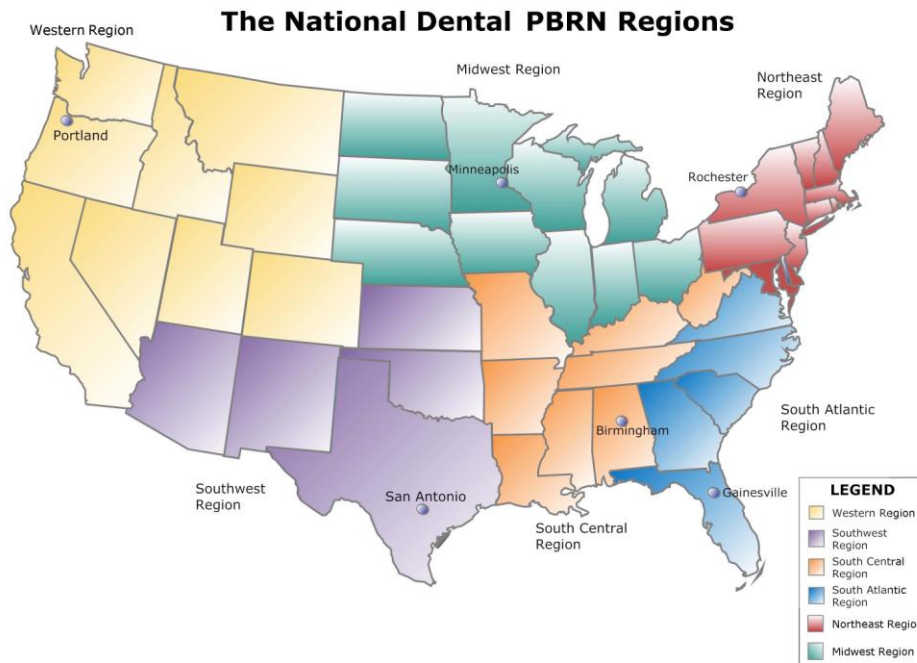 The National Dental PBRN Regions
Western Region
Midwest Region
Northeast
Region
Portland
Minneapolis
Rochester
South Atlantic
Region
Birmingham
Southwest
Region
San Antonio
Gainesville
South Central
Region
LEGEND
Western Region
Southwest
Region
South Central
Region
South Atlantic
Region
Northeast Regio
Midwest Region